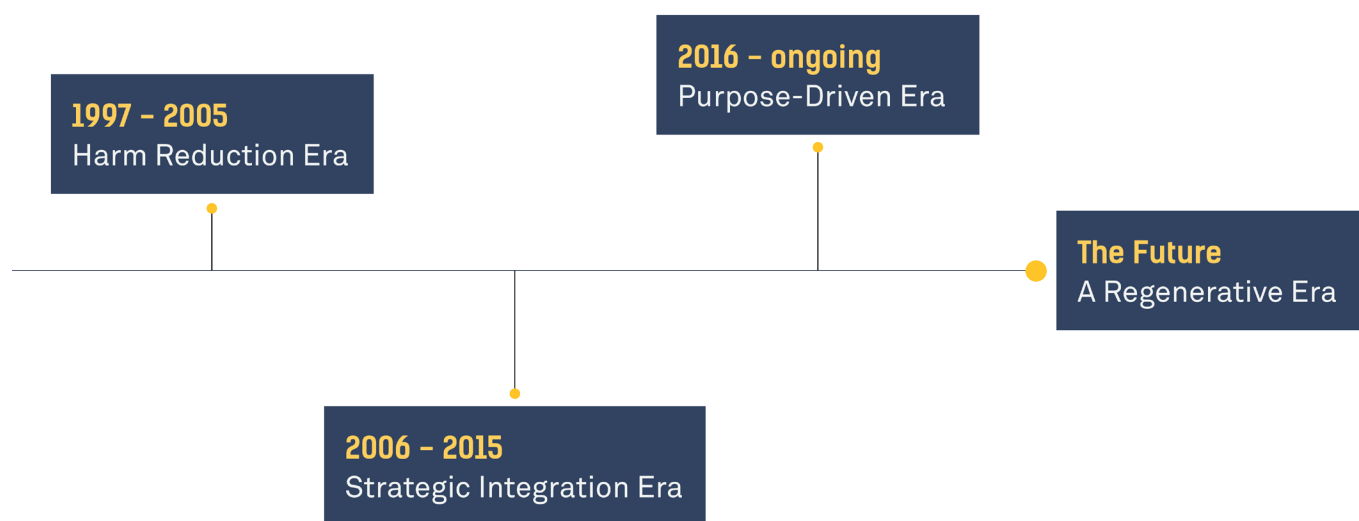 1997 – 2005
Harm Reduction Era
2006 – 2015
Strategic Integration Era
2016 – ongoing
Purpose-Driven Era
The Future
A Regenerative Era